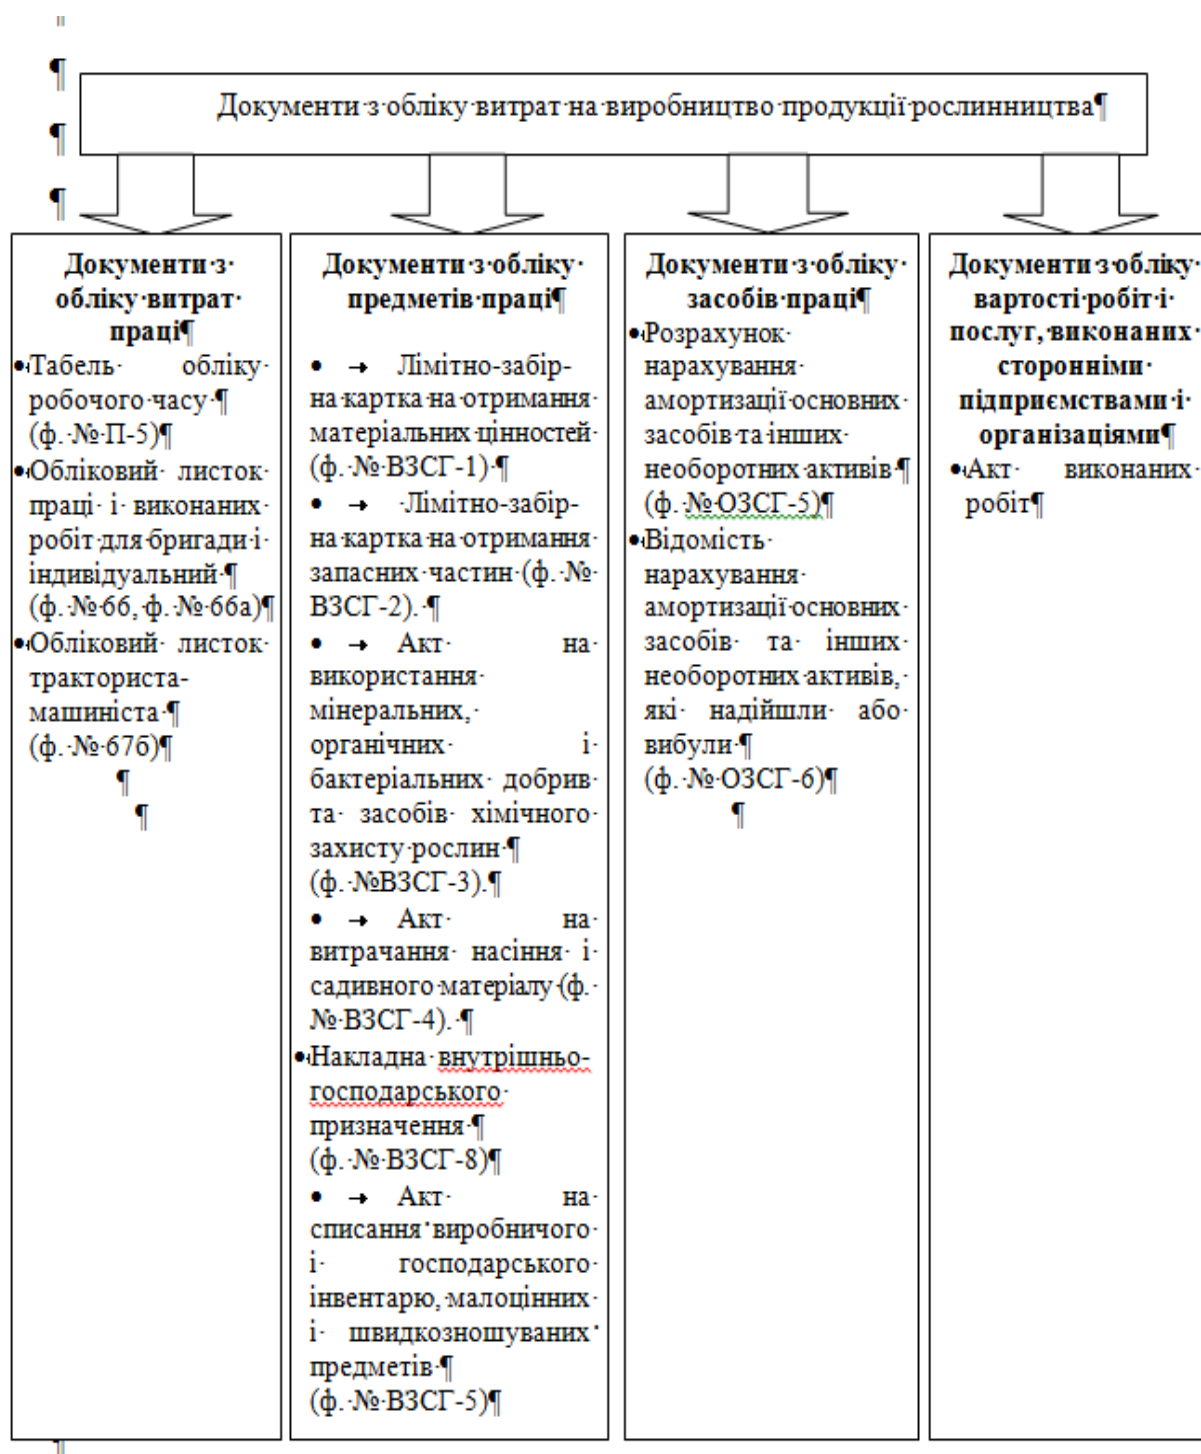 Документи з обліку витрат на виробництво продукції рослинництва¶
Документи з
обліку витрат
праці¶
• Табель обліку
робочого часу ¶
(ф. № П-5)¶
• Обліковий листок
праці і виконаних
робіт для бригади і
індивідуальний ¶
(ф. № 66, ф. № 66а)¶
• Обліковий листок
тракториста-
машиніста ¶
(ф. № 67б)¶
Документи з обліку
предметів праці¶
• → Лімітно-забір-
на картка на отримання
матеріальних цінностей
(ф. № ВЗСГ-1) ¶
• → Лімітно-забір-
на картка на отримання
запасних частин (ф. №
ВЗСГ-2). ¶
• → Акт на
використання
мінеральних,
органічних і
бактеріальних добрив
та засобів хімічного
захисту рослин ¶
(ф. №ВЗСГ-3).¶
• → Акт на
витрачання насіння і
садивного матеріалу (ф.
№ ВЗСГ-4). ¶
• Накладна внутрішньо-
господарського
призначення ¶
(ф. № ВЗСГ-8)¶
• → Акт на
списання виробничого
і господарського
інвентарю, малоцінних
і швидкозношуваних
предметів ¶
(ф. № ВЗСГ-5)¶
Документи з обліку
засобів праці¶
• Розрахунок
нарахування
амортизації основних
засобів та інших
необоротних активів ¶
(ф. № ОЗСГ-5)¶
• Відомість
нарахування
амортизації основних
засобів та інших
необоротних активів,
які надійшли або
вибули ¶
(ф. № ОЗСГ-6)¶
Документи з обліку
вартості робіт і
послуг, виконаних
сторонніми
підприємствами і
організаціями¶
• Акт виконаних
робіт¶